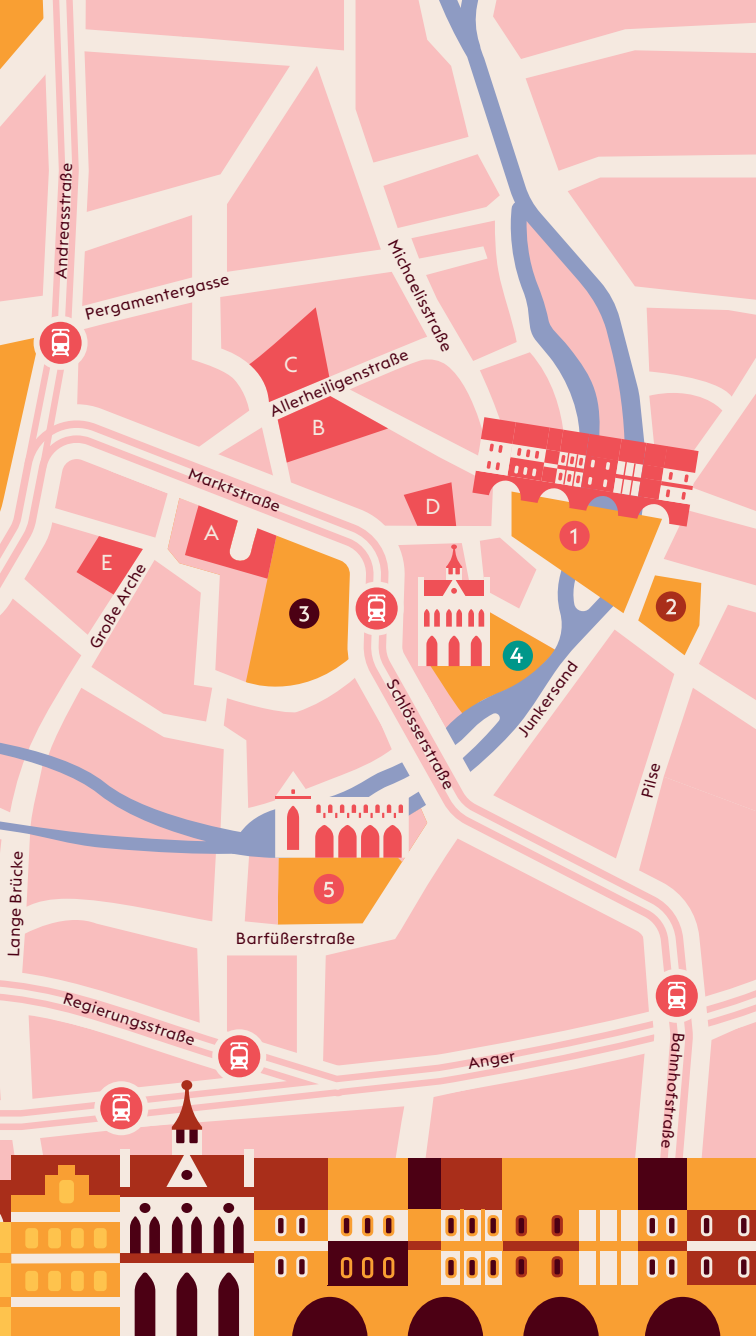 Andreasstraße
Pergamentergasse
Michaelisstraße
C
Allerheiligenstraße
B
Marktstraße
D
A
1
E
Große Arche
3
2
4
Schlösserstraße
Junkersand
Pilse
Lange Brücke
5
Barfüßerstraße
Regierungsstraße
Anger
Bahnhofstraße